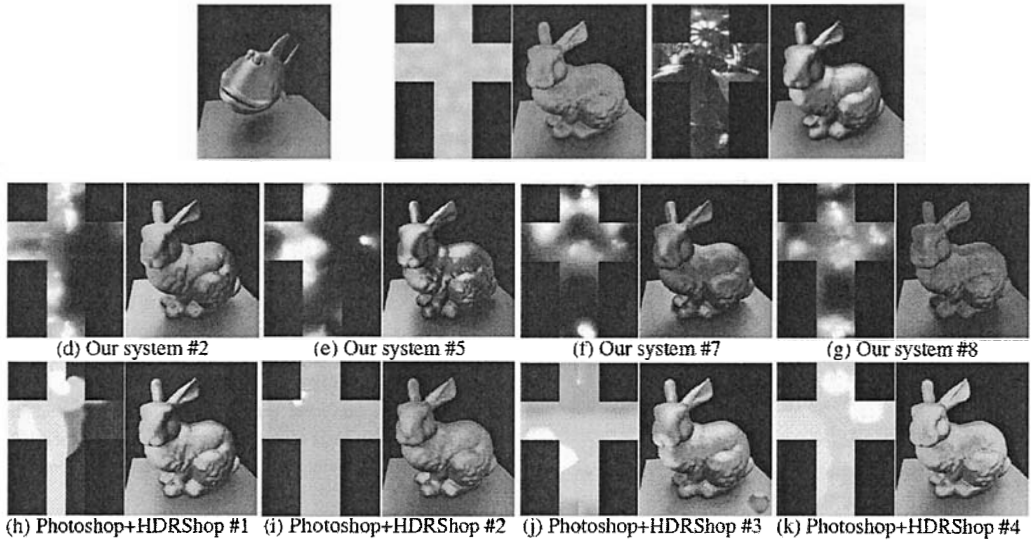 (d) Our system #2
(e) Our system #5
(f) Our system #7
(g) Our system #8
(h) Photoshop+HDRShop #1
(i) Photoshop+HDRShop #2
(j) Photoshop+HDRShop #3
(k) Photoshop+HDRShop #4